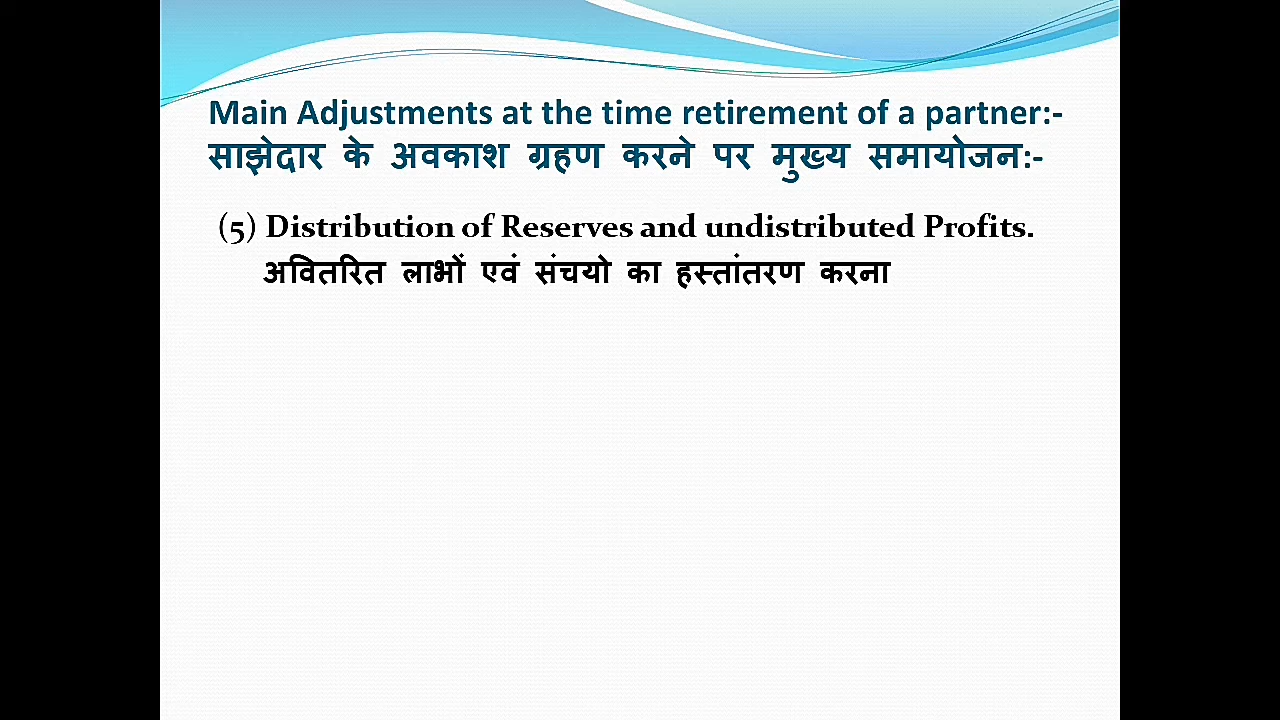 Main Adjustments at the time retirement of a partner:-
साझेदार के अवकाश ग्रहण करने पर मुख्य समायोजन:-
(5) Distribution of Reserves and undistributed Profits.
अवितरित लाभों एवं संचयो का हस्तांतरण करना